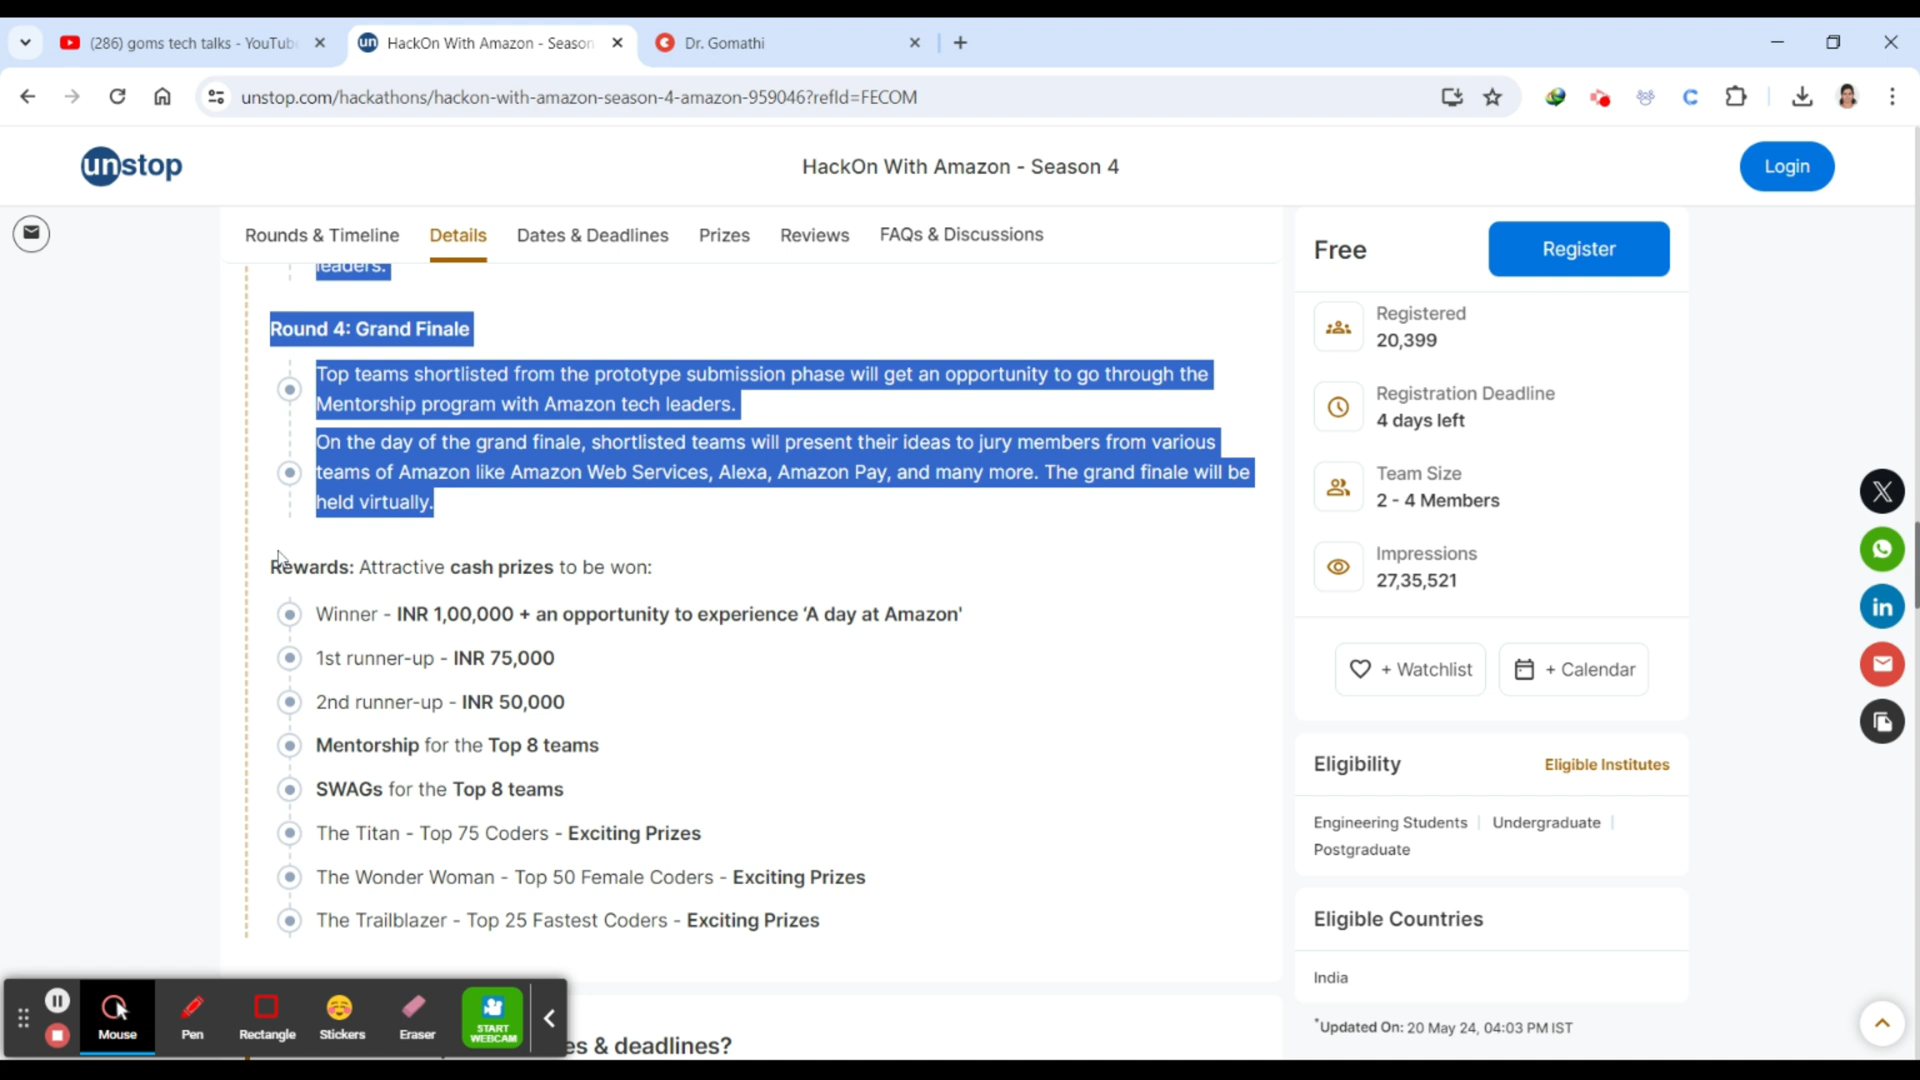 (286) goms tech talks - YouTub
HackOn With Amazon - Season
Dr. Gomathi
unstop.com/hackathons/hackon-with-amazon-season-4-amazon-959046?refId=FECOM
unstop
HackOn With Amazon - Season 4
Login
Rounds & Timeline
Details
Dates & Deadlines
Prizes
Reviews
FAQs & Discussions
leaders.
Round 4: Grand Finale
Top teams shortlisted from the prototype submission phase will get an opportunity to go through the
Mentorship program with Amazon tech leaders.
On the day of the grand finale, shortlisted teams will present their ideas to jury members from various
teams of Amazon like Amazon Web Services, Alexa, Amazon Pay, and many more. The grand finale will be
held virtually.
Rewards: Attractive cash prizes to be won:
Winner - INR 1,00,000 + an opportunity to experience ‘A day at Amazon'
1st runner-up - INR 75,000
2nd runner-up - INR 50,000
Mentorship for the Top 8 teams
SWAGs for the Top 8 teams
The Titan - Top 75 Coders - Exciting Prizes
The Wonder Woman - Top 50 Female Coders - Exciting Prizes
The Trailblazer - Top 25 Fastest Coders - Exciting Prizes
es & deadlines?
Free
Register
Registered
20,399
Registration Deadline
4 days left
Team Size
2 - 4 Members
Impressions
27,35,521
+ Watchlist
+ Calendar
Eligibility
Eligible Institutes
Engineering Students
Undergraduate
Postgraduate
Eligible Countries
India
*Updated On: 20 May 24, 04:03 PM IST
Mouse
Pen
Rectangle
Stickers
Eraser
START
WEBCAM